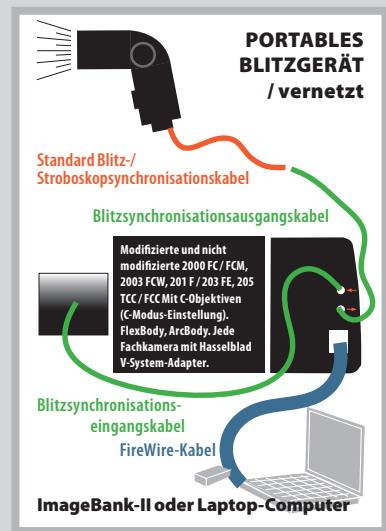 PORTABLES
BLITZGERÄT
/ vernetzt
Standard Blitz-/
Stroboskopsynchronisationskabel
Blitzsynchronisationsausgangskabel
Modifizierte und nicht
modifizierte 2000 FC / FCM,
2003 FCW, 201 F / 203 FE, 205
TCC / FCC Mit C-Objektiven
(C-Modus-Einstellung).
FlexBody, ArcBody. Jede
Fachkamera mit Hasselblad
V-System-Adapter.
Blitzsynchronisations-
eingangskabel
FireWire-Kabel
ImageBank-II oder Laptop-Computer